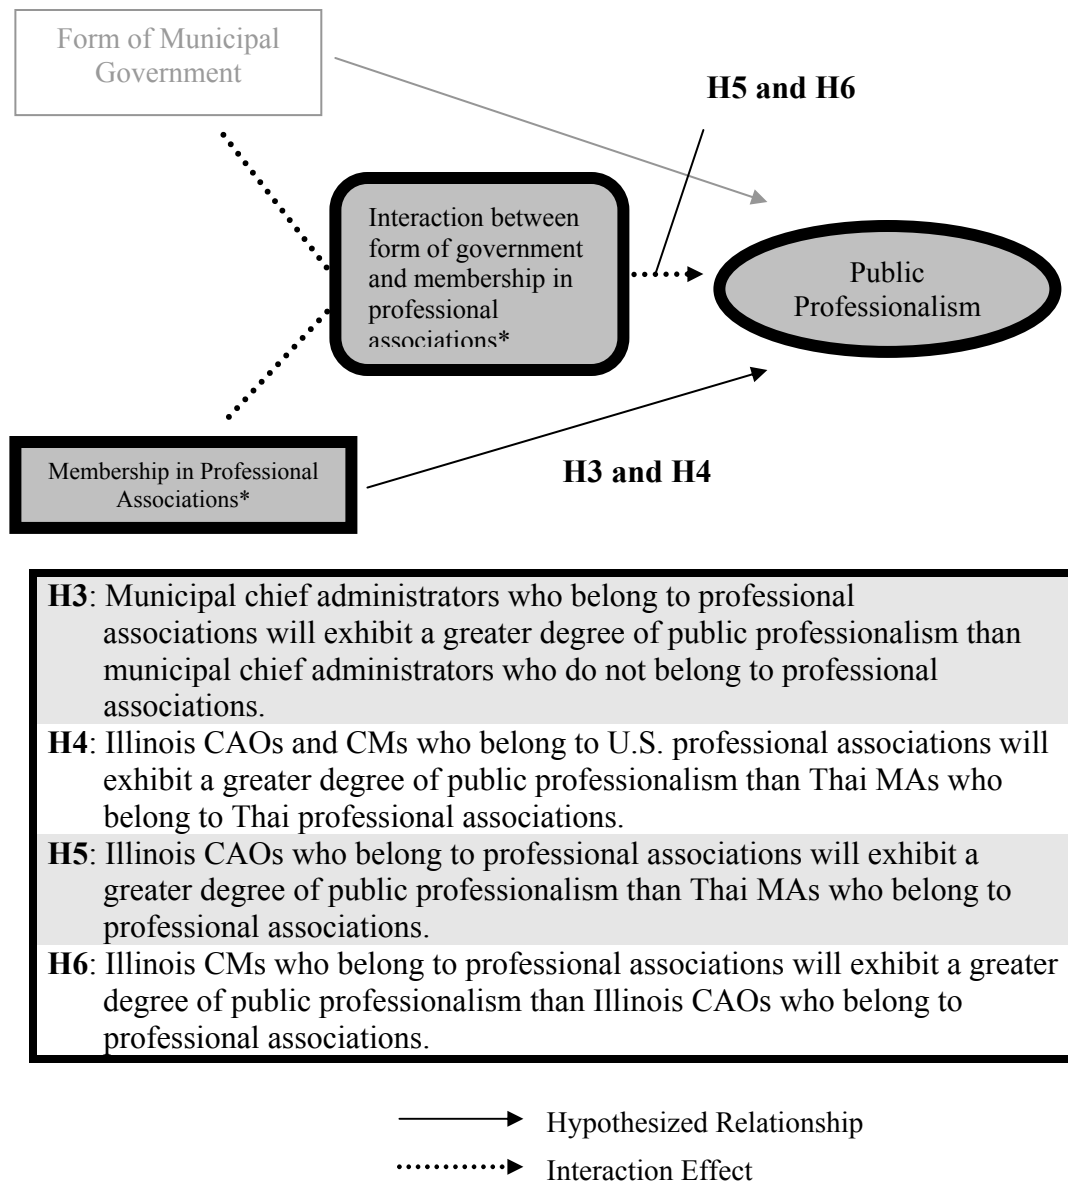 Form of Municipal
Government
H5 and H6
Interaction between
form of government
and membership in
professional
associations*
Public
Professionalism
Membership in Professional
Associations*
H3 and H4
H3: Municipal chief administrators who belong to professional
associations will exhibit a greater degree of public professionalism than
municipal chief administrators who do not belong to professional
associations.
H4: Illinois CAOs and CMs who belong to U.S. professional associations will
exhibit a greater degree of public professionalism than Thai MAs who
belong to Thai professional associations.
H5: Illinois CAOs who belong to professional associations will exhibit a
greater degree of public professionalism than Thai MAs who belong to
professional associations.
H6: Illinois CMs who belong to professional associations will exhibit a greater
degree of public professionalism than Illinois CAOs who belong to
professional associations.
Hypothesized Relationship
Interaction Effect